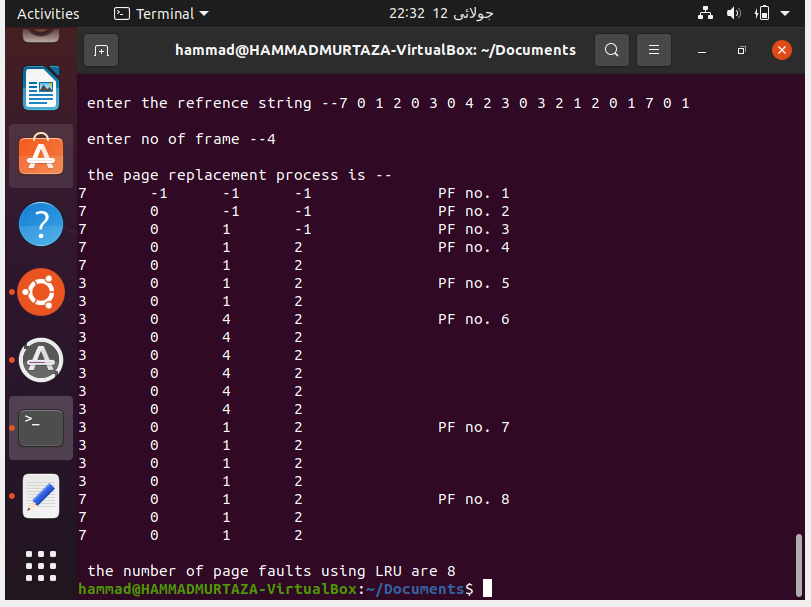 Activities Terminal 22:32 12 جولائی
hammad@HAMMADMURTAZA-VirtualBox: ~/Documents
enter the refrence string --7 0 1 2 0 3 0 4 2 3 0 3 2 1 2 0 1 7 0 1
enter no of frame --4
the page replacement process is --
7 -1 -1 -1 PF no. 1
7 0 -1 -1 PF no. 2
7 0 1 -1 PF no. 3
7 0 1 2 PF no. 4
7 0 1 2
3 0 1 2 PF no. 5
3 0 1 2
3 0 4 2 PF no. 6
3 0 4 2
3 0 4 2
3 0 4 2
3 0 4 2
3 0 4 2
3 0 1 2 PF no. 7
3 0 1 2
3 0 1 2
3 0 1 2
7 0 1 2 PF no. 8
7 0 1 2
7 0 1 2
the number of page faults using LRU are 8
hammad@HAMMADMURTAZA-VirtualBox:~/Documents$